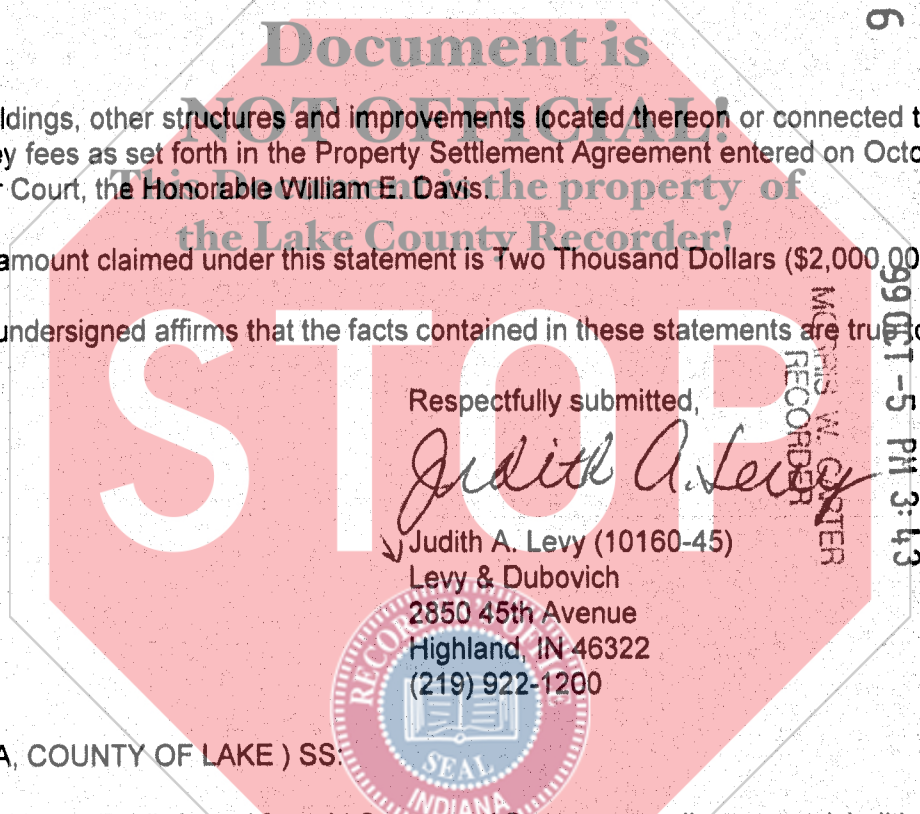 6
Document is
NOT OFFICIAL!
ldings, other structures and improvements located thereon or connected t
y fees as set forth in the Property Settlement Agreement entered on Octo
r Court, the Honorable William E. Davis.
This Document is the property of
the Lake County Recorder!
amount claimed under this statement is Two Thousand Dollars ($2,000.00
undersigned affirms that the facts contained in these statements are true
STOP
99 OCT -5 PM 3:43
MORRIS W. CARTER
RECORDER
Respectfully submitted,
Judith A. Levy
Judith A. Levy (10160-45)
Levy & Dubovich
2850 45th Avenue
Highland, IN 46322
(219) 922-1200
RECORDER'S OFFICE
SEAL
INDIANA
A, COUNTY OF LAKE ) SS: